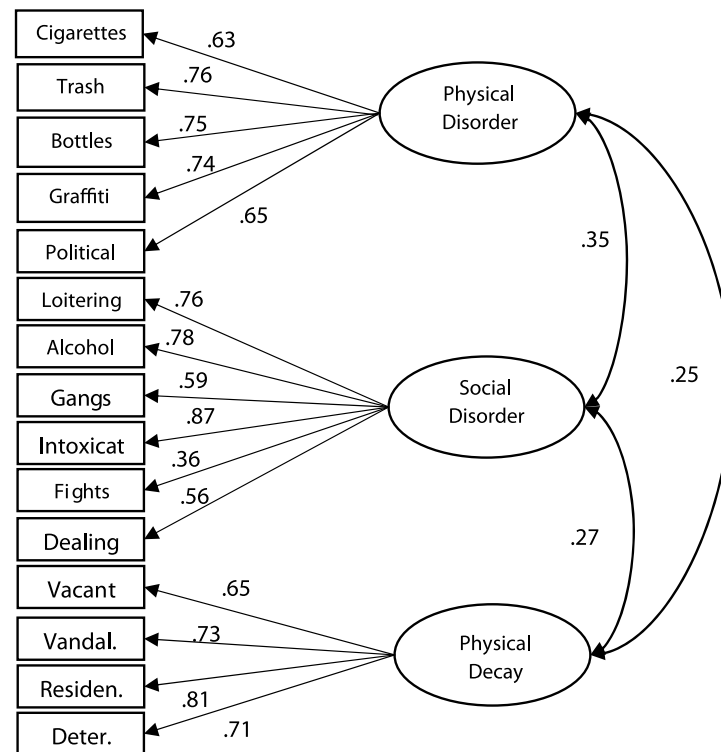 Cigarettes
.63
Trash
.76
Physical
Disorder
Bottles
.75
Graffiti
.74
Political
.65
.35
Loitering
.76
Alcohol
.78
Gangs
.59
Social
Disorder
.25
Intoxicat
.87
Fights
.36
Dealing
.56
.27
Vacant
.65
Vandal.
.73
Physical
Decay
Residen.
.81
Deter.
.71